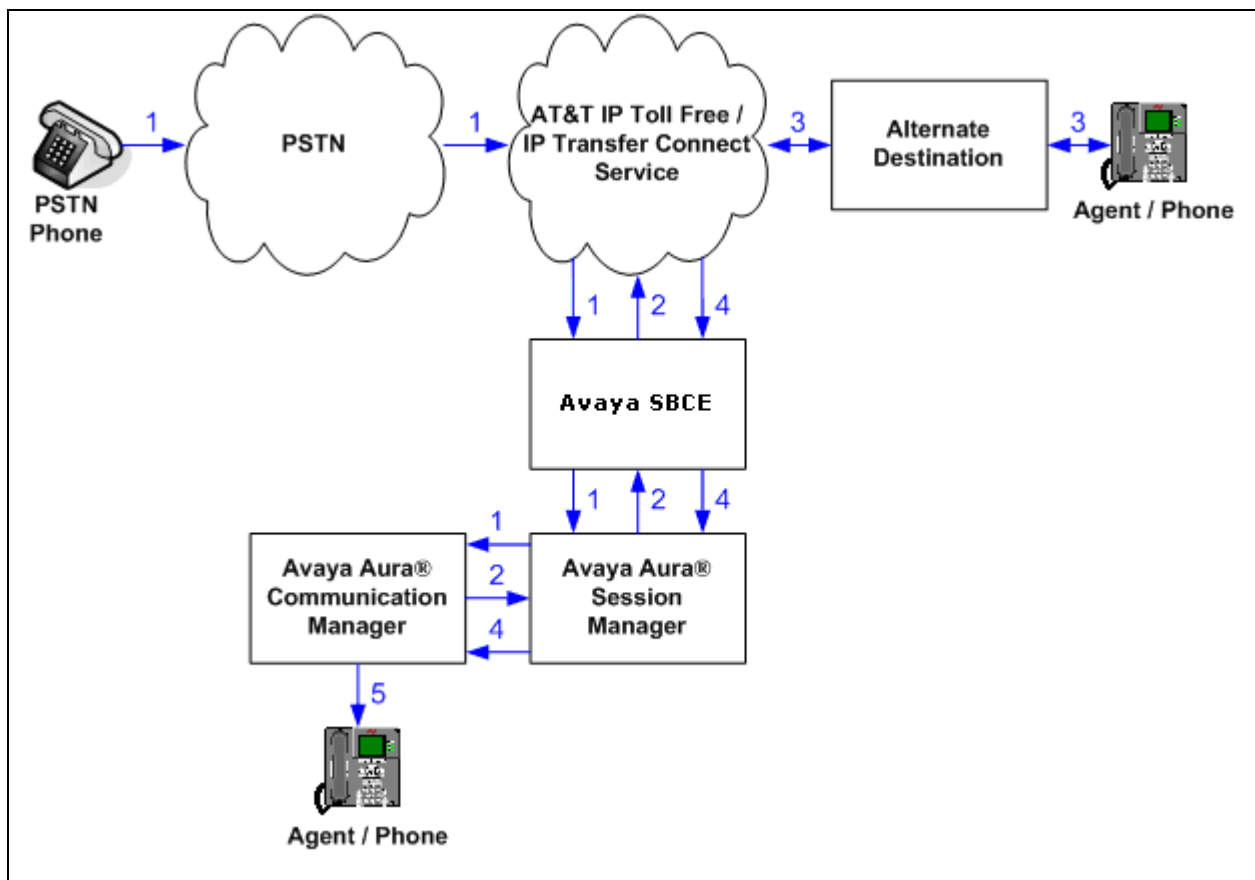 1
1
3
3
PSTN
Phone
PSTN
AT&T IP Toll Free /
IP Transfer Connect
Service
Alternate
Destination
Agent / Phone
1
2
4
Avaya SBCE
1
2
4
1
2
4
Avaya Aura®
Communication
Manager
Avaya Aura®
Session
Manager
5
Agent / Phone